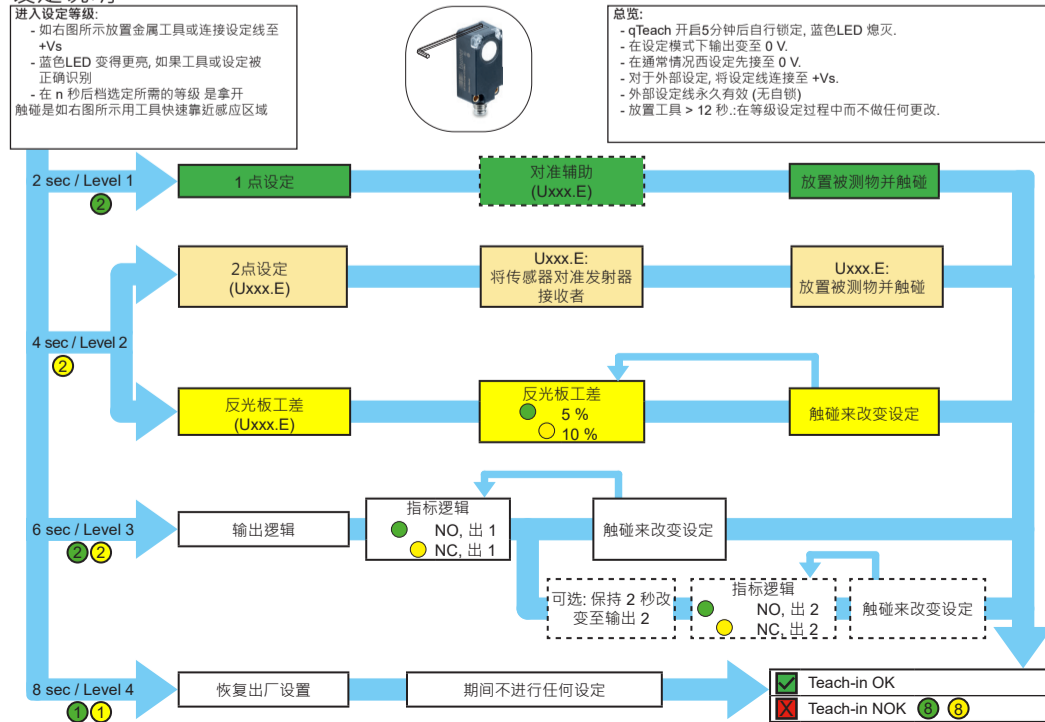 进入设定等级:
- 如右图所示放置金属工具或连接设定线至
+Vs
- 蓝色LED 变得更亮, 如果工具或设定被
正确识别
- 在 n 秒后档选定所需的等级 是拿开
触碰是如右图所示用工具快速靠近感应区域
总览:
- qTeach 开启5分钟后自行锁定, 蓝色LED 熄灭.
- 在设定模式下输出变至 0 V.
- 在通常情况西设定先接至 0 V.
- 对于外部设定, 将设定线连接至 +Vs.
- 外部设定线永久有效 (无自锁)
- 放置工具 > 12 秒.:在等级设定过程中而不做任何更改.
2 sec / Level 1
2
1 点设定
对准辅助
(Uxxx.E)
放置被测物并触碰
2点设定
(Uxxx.E)
Uxxx.E:
将传感器对准发射器
接收者
Uxxx.E:
放置被测物并触碰
4 sec / Level 2
2
反光板工差
(Uxxx.E)
反光板工差
5 %
10 %
触碰来改变设定
6 sec / Level 3
2 2
输出逻辑
指标逻辑
NO, 出 1
NC, 出 1
触碰来改变设定
可选: 保持 2 秒改
变至输出 2
指标逻辑
NO, 出 2
NC, 出 2
触碰来改变设定
8 sec / Level 4
1 1
恢复出厂设置
期间不进行任何设定
Teach-in OK
Teach-in NOK 8 8